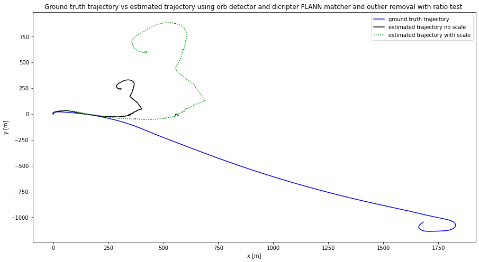 Ground truth trajectory vs estimated trajectory using orb detector and dicripter FLANN matcher and outlier removal with ratio test
ground truth trajectory
estimated trajectory no scale
estimated trajectory with scale
y [m]
750
500
250
0
−250
−500
−750
−1000
0 250 500 750 1000 1250 1500 1750
x [m]